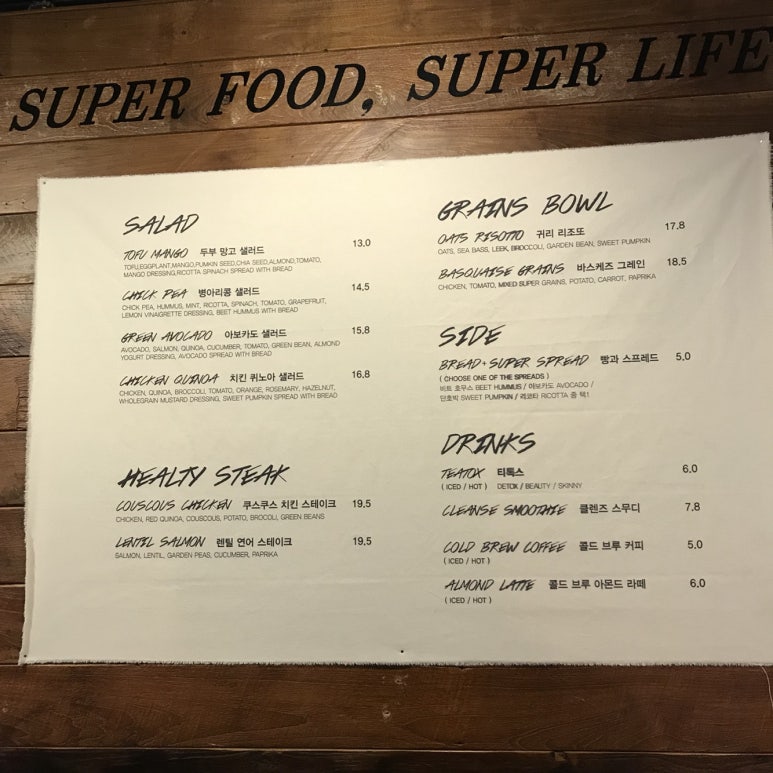 SUPER FOOD, SUPER LIFE
SALAD
TOFU MANGO 두부 망고 샐러드 13,0
TOFU,EGGPLANT,MANGO,PUMKIN SEED,CHIA SEED,ALMOND,TOMATO,
MANGO DRESSING,RICOTTA SPINACH SPREAD WITH BREAD
CHICK PEA 병아리콩 샐러드 14,5
CHICK PEA, HUMMUS, MINT, RICOTTA, SPINACH, TOMATO, GRAPEFRUIT,
LEMON VINAIGRETTE DRESSING, BEET HUMMUS WITH BREAD
GREEN AVOCADO 아보카도 샐러드 15,8
AVOCADO, SALMON, QUINOA, CUCUMBER, TOMATO, GREEN BEAN, ALMOND
YOGURT DRESSING, AVOCADO SPREAD WITH BREAD
CHICKEN QUINOA 치킨 퀴노아 샐러드 16,8
CHICKEN, QUINOA, BROCCOLI, TOMATO, ORANGE, ROSEMARY, HAZELNUT,
WHOLEGRAIN MUSTARD DRESSING, SWEET PUMPKIN SPREAD WITH BREAD
HEALTY STEAK
COUSCOUS CHICKEN 쿠스쿠스 치킨 스테이크 19,5
CHICKEN, RED QUINOA, COUSCOUS, POTATO, BROCOLI, GREEN BEANS
LENTIL SALMON 렌틸 연어 스테이크 19,5
SALMON, LENTIL, GARDEN PEAS, CUCUMBER, PAPRIKA
GRAINS BOWL
OATS RISOTTO 귀리 리조또 17.8
OATS, SEA BASS, LEEK, BROCCOLI, GARDEN BEAN, SWEET PUMPKIN
BASQUAISE GRAINS 바스케즈 그레인 18,5
CHICKEN, TOMATO, MIXED SUPER GRAINS, POTATO, CARROT, PAPRIKA
SIDE
BREAD+SUPER SPREAD 빵과 스프레드 5,0
( CHOOSE ONE OF THE SPREADS )
비트 호무스 BEET HUMMUS / 아보카도 AVOCADO /
단호박 SWEET PUMPKIN / 리코타 RICOTTA 중 택1
DRINKS
TEATOX 티톡스 6.0
( ICED / HOT ) DETOX / BEALITY / SKINNY
CLEANSE SMOOTHIE 클렌즈 스무디 7.8
COLD BREW COFFEE 콜드 브루 커피 5.0
( ICED / HOT )
ALMOND LATTE 콜드 브루 아몬드 라떼 6.0
( ICED / HOT )